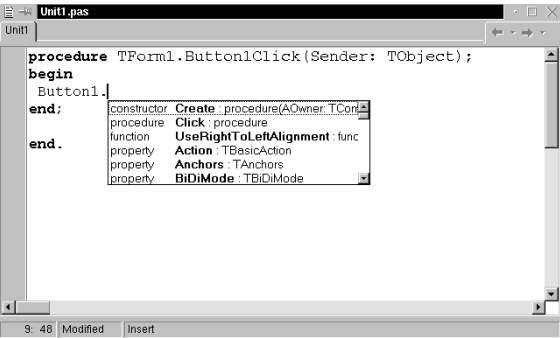 Unit1.pas
Unit1
procedure TForm1.Button1Click(Sender: TObject);
begin
Button1.
end;
constructor Create : procedure(AOwner: TCom
procedure Click : procedure
function UseRightToLeftAlignment : func
end.
property Action : TBasicAction
property Anchors : TAnchors
property BiDiMode : TBiDiMode
9: 48 Modified Insert